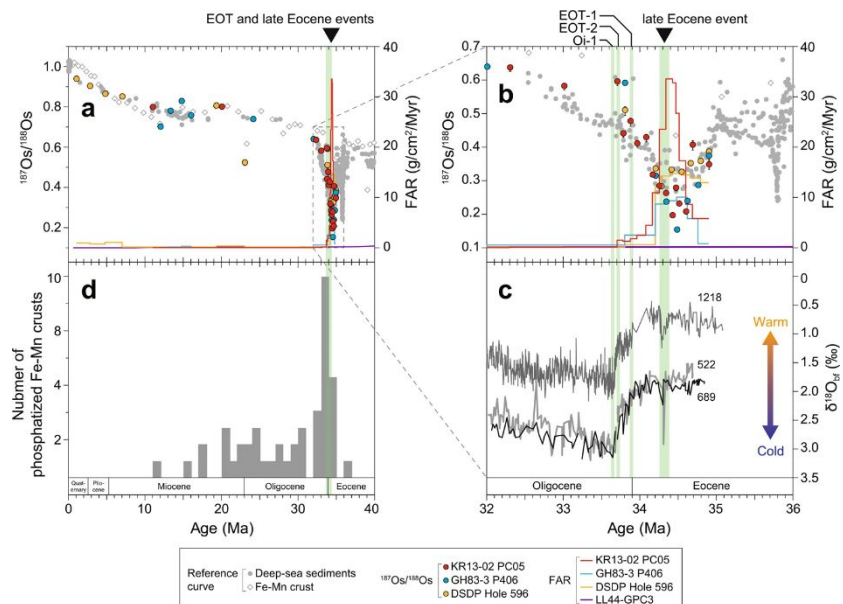 EOT-1
EOT-2
Oi-1
EOT and late Eocene events
late Eocene event
1.0
0.8
0.6
0.4
0.2
¹⁸⁷Os/¹⁸⁸Os
a
40
30
20
10
0
FAR (g/cm²/Myr)
0.7
0.6
0.5
0.4
0.3
0.2
0.1
¹⁸⁷Os/¹⁸⁸Os
b
40
30
20
10
0
FAR (g/cm²/Myr)
10
8
4
2
Nubmer of
phosphatized Fe-Mn crusts
d
Qual-
ernary
Plio-
cene
Miocene
Oligocene
Eocene
0
10
20
30
40
Age (Ma)
c
1218
522
689
Warm
Cold
0
0.5
1.0
1.5
2.0
2.5
3.0
3.5
δ¹⁸O_bf (‰)
Oligocene
Eocene
32
33
34
35
36
Age (Ma)
Reference
curve
Deep-sea sediments
Fe-Mn crust
¹⁸⁷Os/¹⁸⁸Os
KR13-02 PC05
GH83-3 P406
DSDP Hole 596
FAR
KR13-02 PC05
GH83-3 P406
DSDP Hole 596
LL44-GPC3